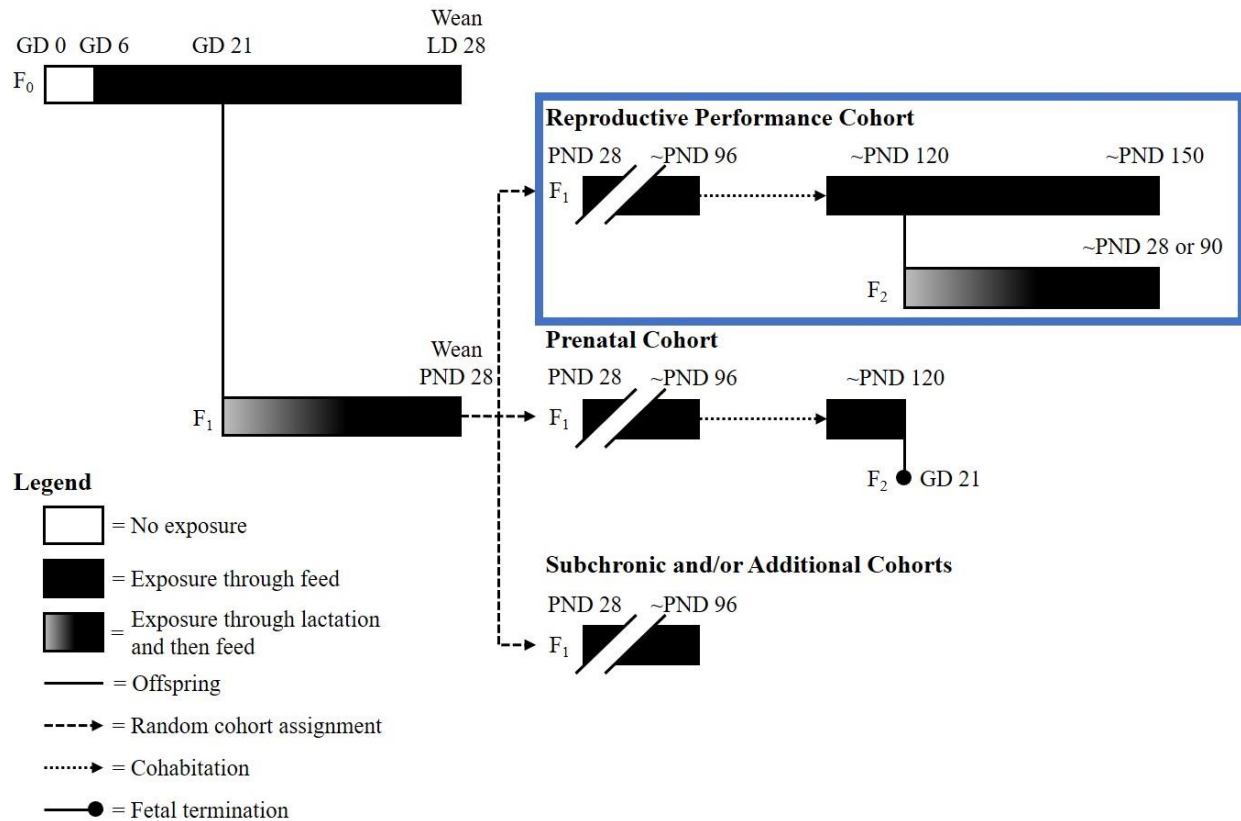 Wean
GD 0 GD 6 GD 21 LD 28
F0
Reproductive Performance Cohort
PND 28 ~PND 96 ~PND 120 ~PND 150
F1
~PND 28 or 90
F2
Wean
PND 28
F1
Prenatal Cohort
PND 28 ~PND 96 ~PND 120
F1
F2 GD 21
Subchronic and/or Additional Cohorts
PND 28 ~PND 96
F1
Legend
= No exposure
= Exposure through feed
= Exposure through lactation
and then feed
= Offspring
= Random cohort assignment
= Cohabitation
= Fetal termination